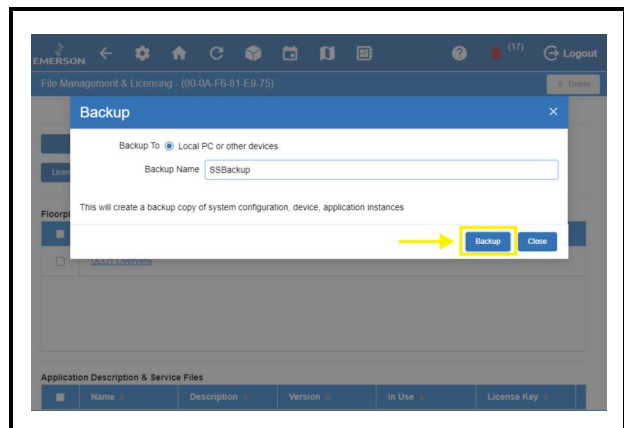 EMERSON
(17)
Logout
File Management & Licensing - (00-0A-F6-81-E9-75)
Delete
Backup
Backup To Local PC or other devices
Backup Name SSBackup
This will create a backup copy of system configuration, device, application instances
Backup Close
Application Description & Service Files
Name Description Version In Use License Key